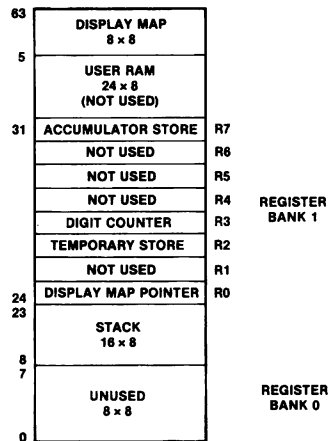 63
DISPLAY MAP
8 × 8
5
USER RAM
24 × 8
(NOT USED)
31 ACCUMULATOR STORE R7
NOT USED R6
NOT USED R5
NOT USED R4
REGISTER
BANK 1
DIGIT COUNTER R3
TEMPORARY STORE R2
NOT USED R1
24 DISPLAY MAP POINTER R0
23
STACK
16 × 8
8
7
UNUSED
8 × 8
REGISTER
BANK 0
0